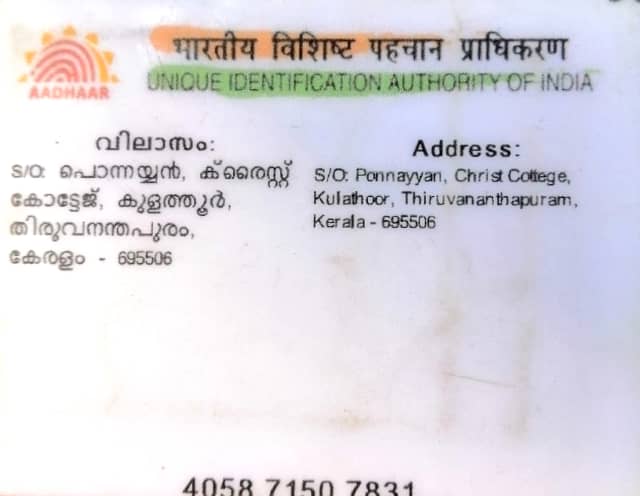 भारतीय विशिष्ट पहचान प्राधिकरण
AADHAAR
UNIQUE IDENTIFICATION AUTHORITY OF INDIA
വിലാസം:
S/O: പൊന്നയ്യൻ, ക്രൈസ്റ്റ്
കോട്ടേജ്, കുളത്തൂർ,
തിരുവനന്തപുരം,
കേരളം - 695506
Address:
S/O: Ponnayyan, Christ Cottege,
Kulathoor, Thiruvananthapuram,
Kerala - 695506
4058 7150 7831